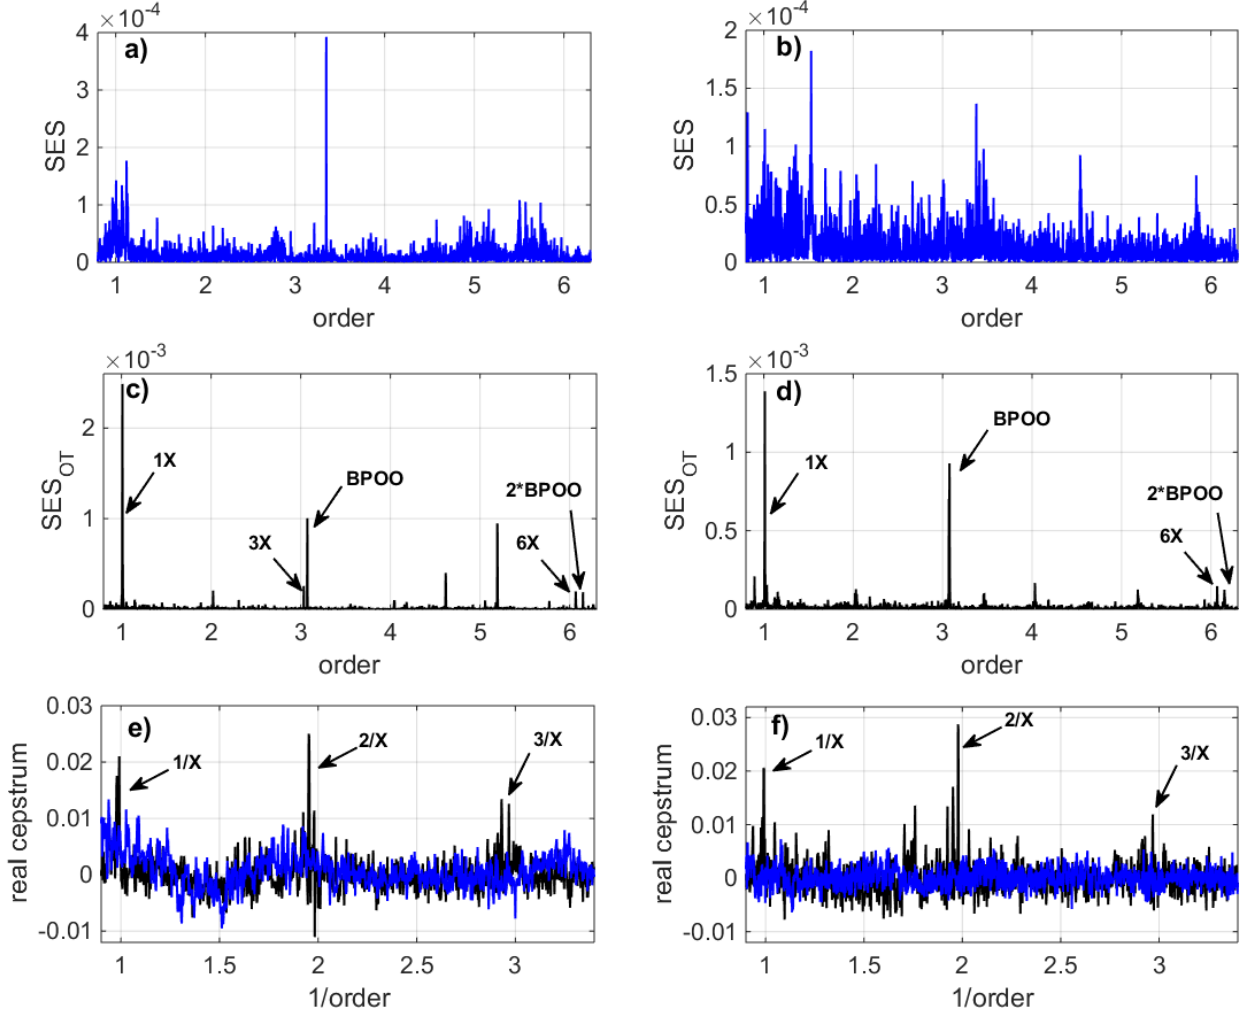 ×10⁻⁴
a)
4
3
2
1
0
SES
1 2 3 4 5 6
order
×10⁻⁴
b)
2
1.5
1
0.5
0
SES
1 2 3 4 5 6
order
×10⁻³
c)
2
1
0
SES_OT
1X
3X
BPOO
2*BPOO
6X
1 2 3 4 5 6
order
×10⁻³
d)
1.5
1
0.5
0
SES_OT
1X
BPOO
2*BPOO
6X
1 2 3 4 5 6
order
e)
0.03
0.02
0.01
0
-0.01
real cepstrum
1/X
2/X
3/X
1 1.5 2 2.5 3
1/order
f)
0.03
0.02
0.01
0
-0.01
real cepstrum
1/X
2/X
3/X
1 1.5 2 2.5 3
1/order